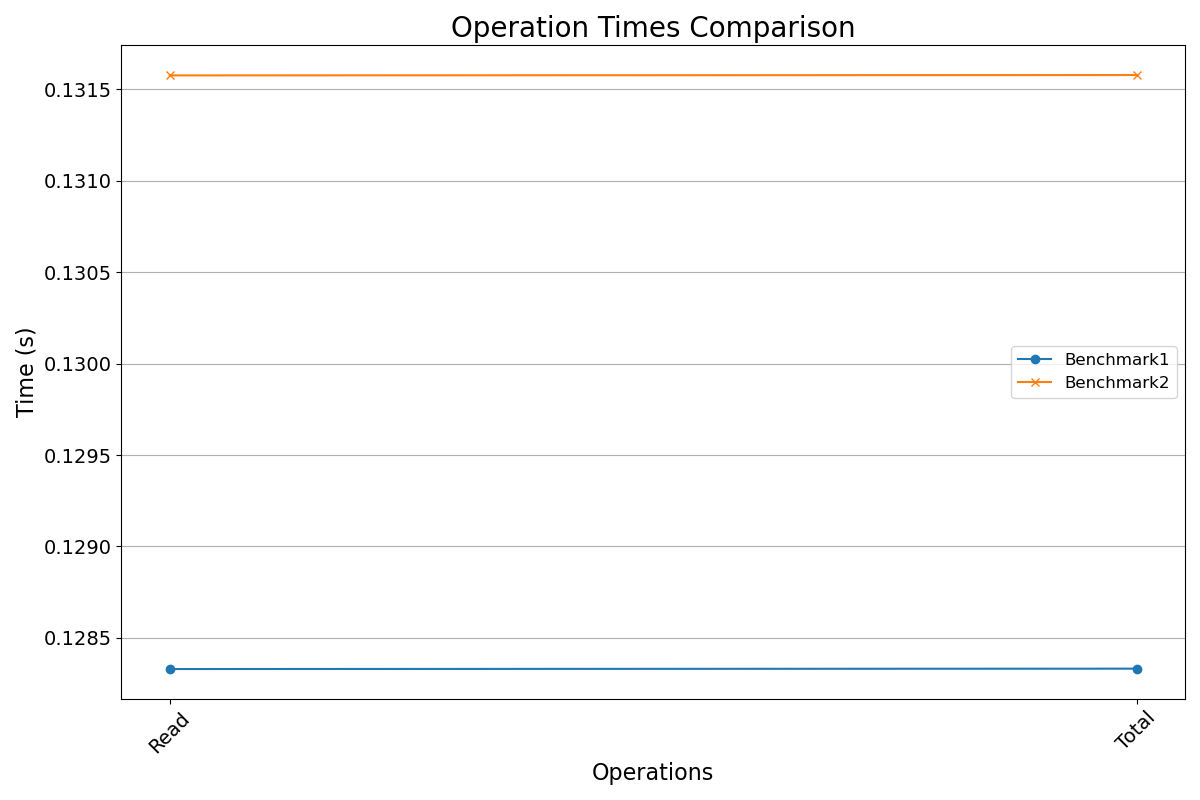 Operation Times Comparison
Time (s)
0.1315
0.1310
0.1305
0.1300
0.1295
0.1290
0.1285
Benchmark1
Benchmark2
Read
Total
Operations